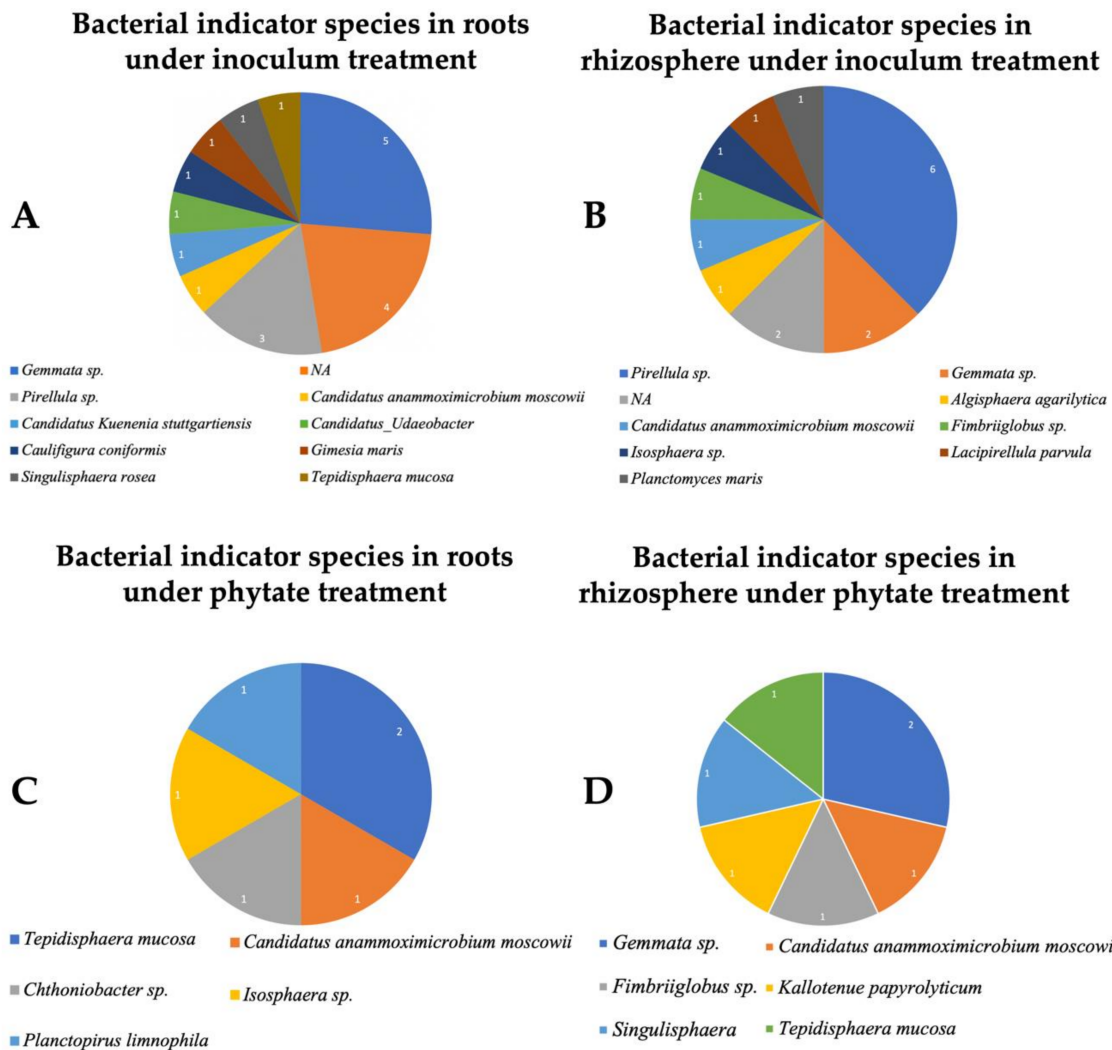 Bacterial indicator species in roots
under inoculum treatment
A
1
1
1
1
1
1
1
3
4
5
Gemmata sp.
NA
Pirellula sp.
Candidatus anammoximicrobium moscowii
Candidatus Kuenenia stuttgartiensis
Candidatus_Udaeobacter
Caulifigura coniformis
Gimesia maris
Singulisphaera rosea
Tepidisphaera mucosa
Bacterial indicator species in
rhizosphere under inoculum treatment
B
1
1
1
1
1
1
2
2
6
Pirellula sp.
Gemmata sp.
NA
Algisphaera agarilytica
Candidatus anammoximicrobium moscowii
Fimbriiglobus sp.
Isosphaera sp.
Lacipirellula parvula
Planctomyces maris
Bacterial indicator species in roots
under phytate treatment
C
1
2
1
1
1
Tepidisphaera mucosa
Candidatus anammoximicrobium moscowii
Chthoniobacter sp.
Isosphaera sp.
Planctopirus limnophila
Bacterial indicator species in
rhizosphere under phytate treatment
D
1
2
1
1
1
1
Gemmata sp.
Candidatus anammoximicrobium moscowi
Fimbriiglobus sp.
Kallotenue papyrolyticum
Singulisphaera
Tepidisphaera mucosa